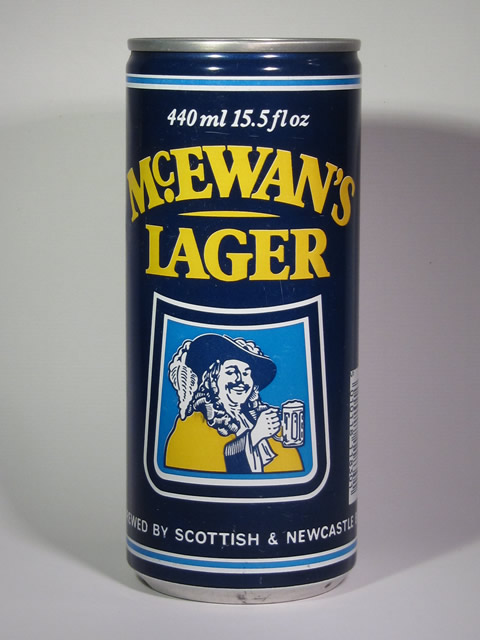 440 ml 15.5 fl oz
McEWAN'S
LAGER
EWED BY SCOTTISH & NEWCASTLE